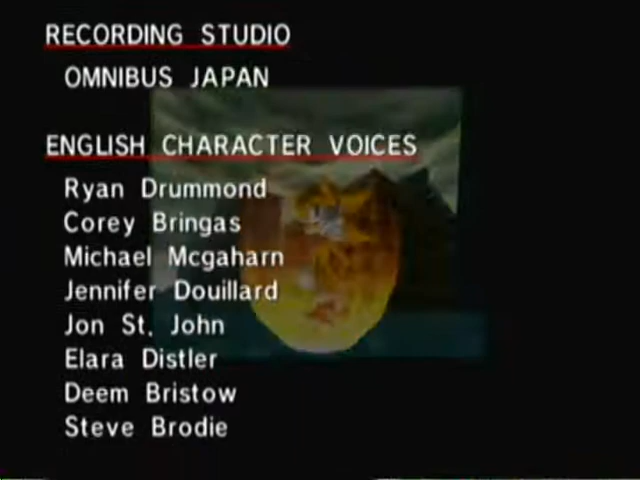 RECORDING STUDIO
OMNIBUS JAPAN
ENGLISH CHARACTER VOICES
Ryan Drummond
Corey Bringas
Michael Mcgaharn
Jennifer Douillard
Jon St. John
Elara Distler
Deem Bristow
Steve Brodie